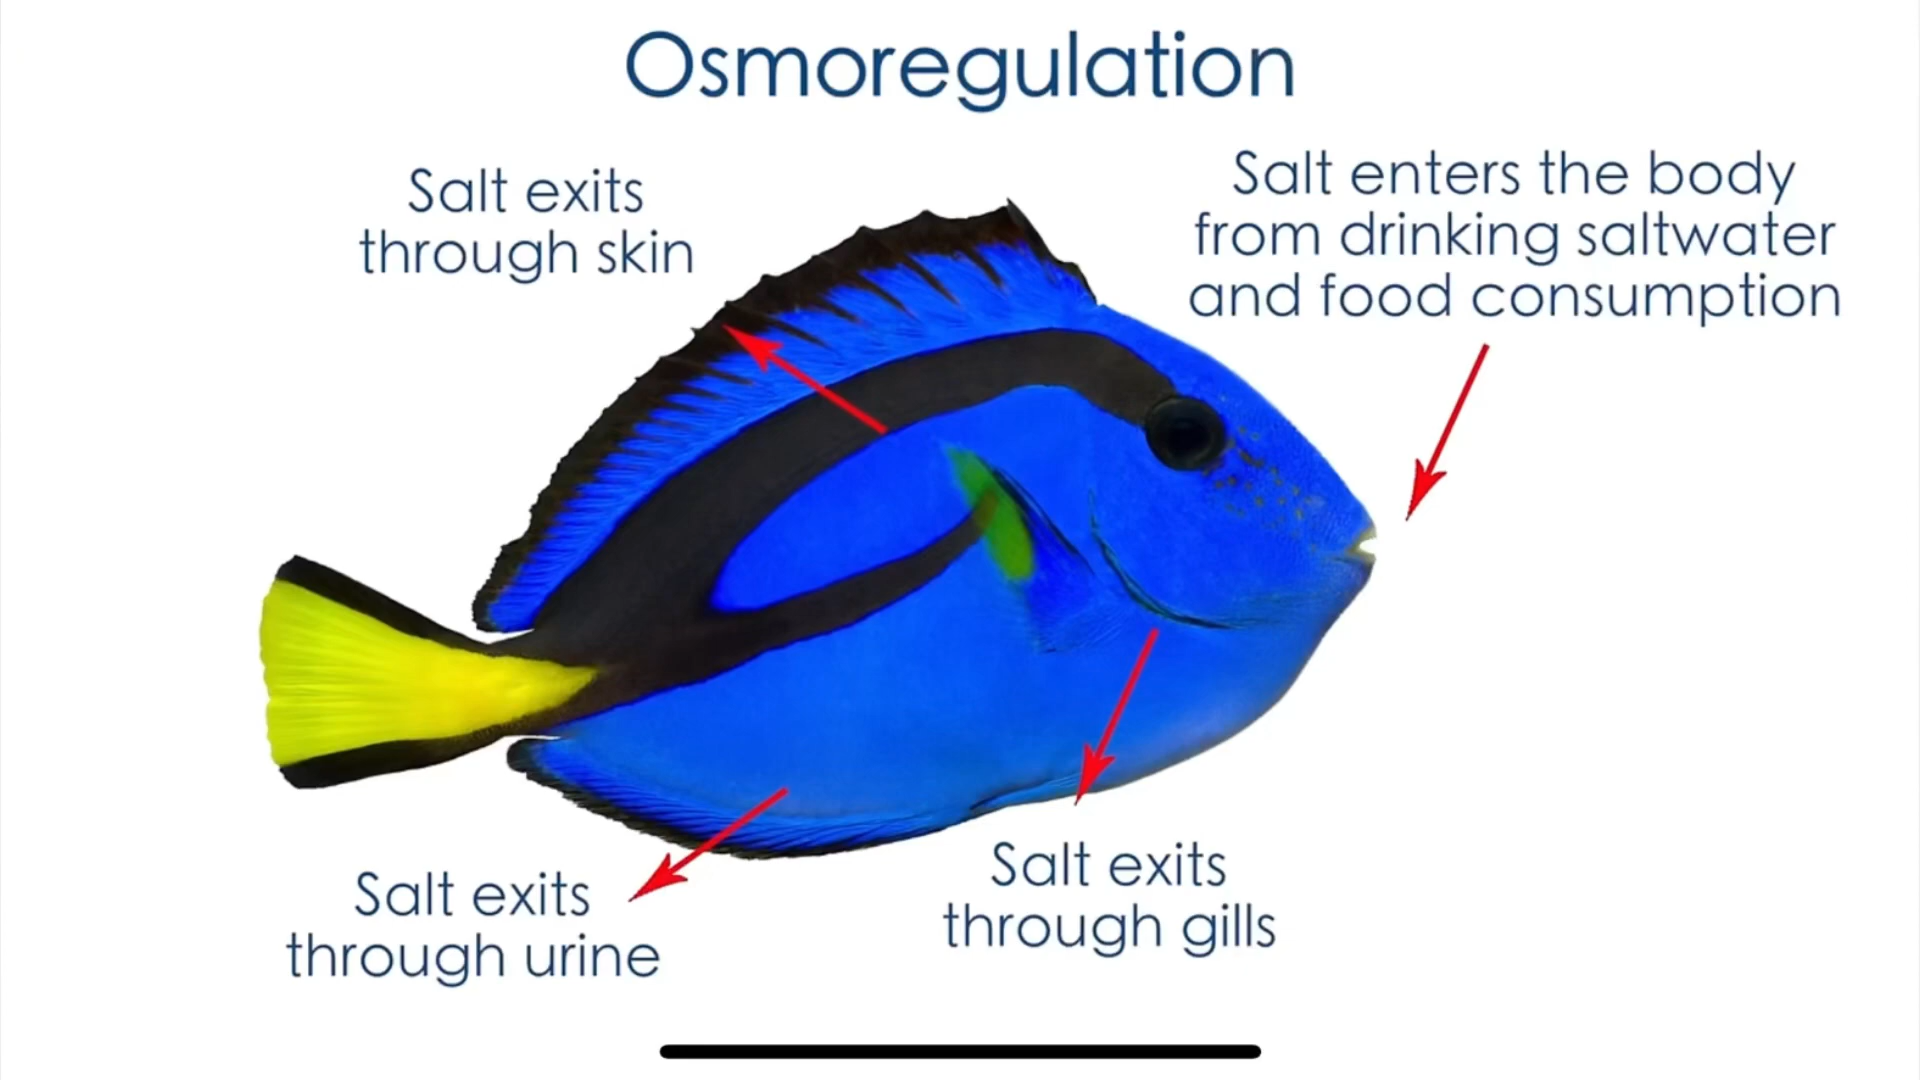 Osmoregulation
Salt exits
through skin
Salt enters the body
from drinking saltwater
and food consumption
Salt exits
through urine
Salt exits
through gills